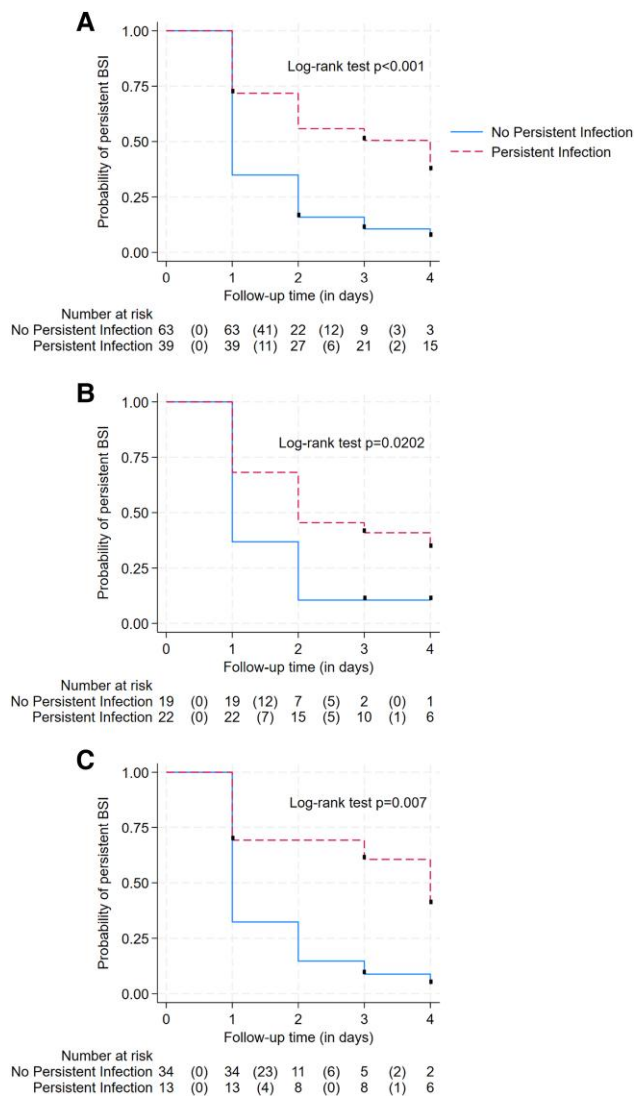 A
1.00
0.75
0.50
0.25
0.00
Probability of persistent BSI
Log-rank test p<0.001
No Persistent Infection
Persistent Infection
0 1 2 3 4
Follow-up time (in days)
Number at risk
No Persistent Infection 63 (0) 63 (41) 22 (12) 9 (3) 3
Persistent Infection 39 (0) 39 (11) 27 (6) 21 (2) 15
B
1.00
0.75
0.50
0.25
0.00
Probability of persistent BSI
Log-rank test p=0.0202
0 1 2 3 4
Follow-up time (in days)
Number at risk
No Persistent Infection 19 (0) 19 (12) 7 (5) 2 (0) 1
Persistent Infection 22 (0) 22 (7) 15 (5) 10 (1) 6
C
1.00
0.75
0.50
0.25
0.00
Probability of persistent BSI
Log-rank test p=0.007
0 1 2 3 4
Follow-up time (in days)
Number at risk
No Persistent Infection 34 (0) 34 (23) 11 (6) 5 (2) 2
Persistent Infection 13 (0) 13 (4) 8 (0) 8 (1) 6